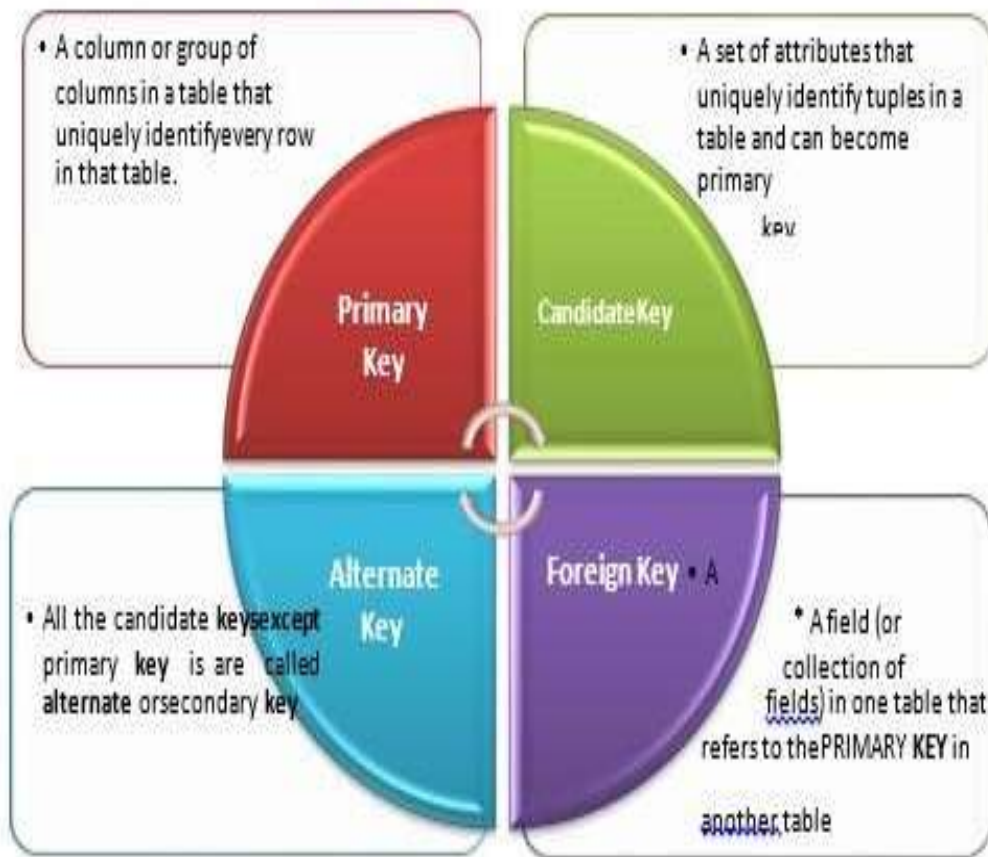 • A column or group of
columns in a table that
uniquely identifyevery row
in that table.
• A set of attributes that
uniquely identify tuples in a
table and can become
primary
key
Primary
Key
CandidateKey
Alternate
Key
Foreign Key • A
• All the candidate keysexcept
primary key is are called
alternate orsecondary key
* A field (or
collection of
fields) in one table that
refers to thePRIMARY KEY in
another table